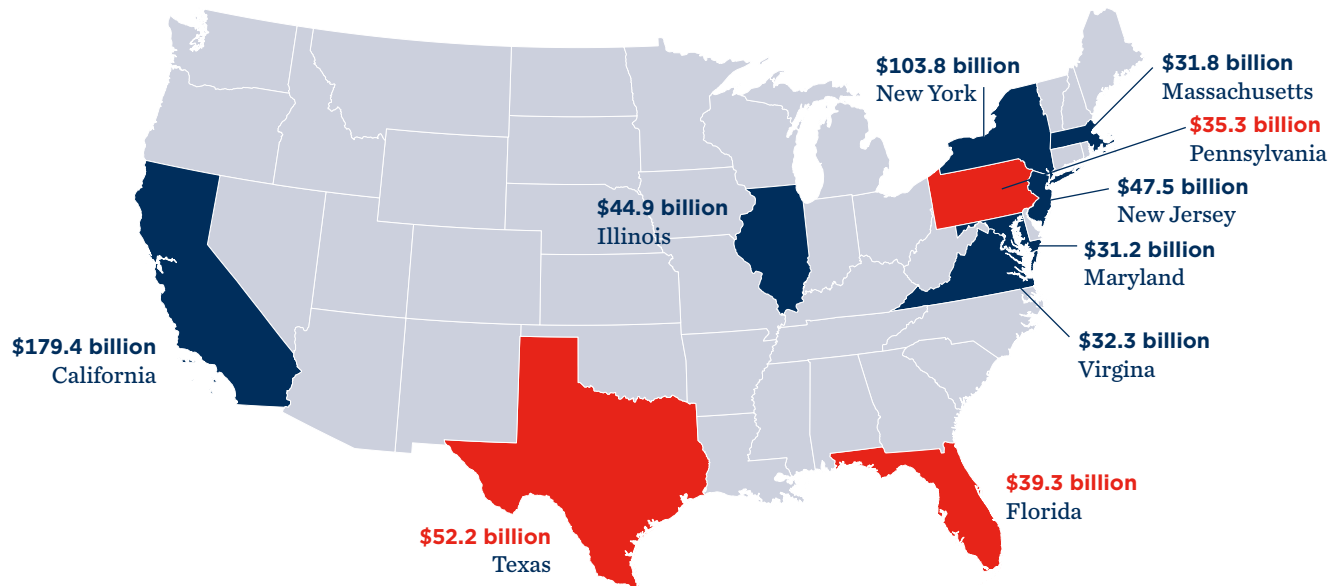 $103.8 billion
New York
$31.8 billion
Massachusetts
$35.3 billion
Pennsylvania
$47.5 billion
New Jersey
$44.9 billion
Illinois
$31.2 billion
Maryland
$32.3 billion
Virgina
$179.4 billion
California
$39.3 billion
Florida
$52.2 billion
Texas